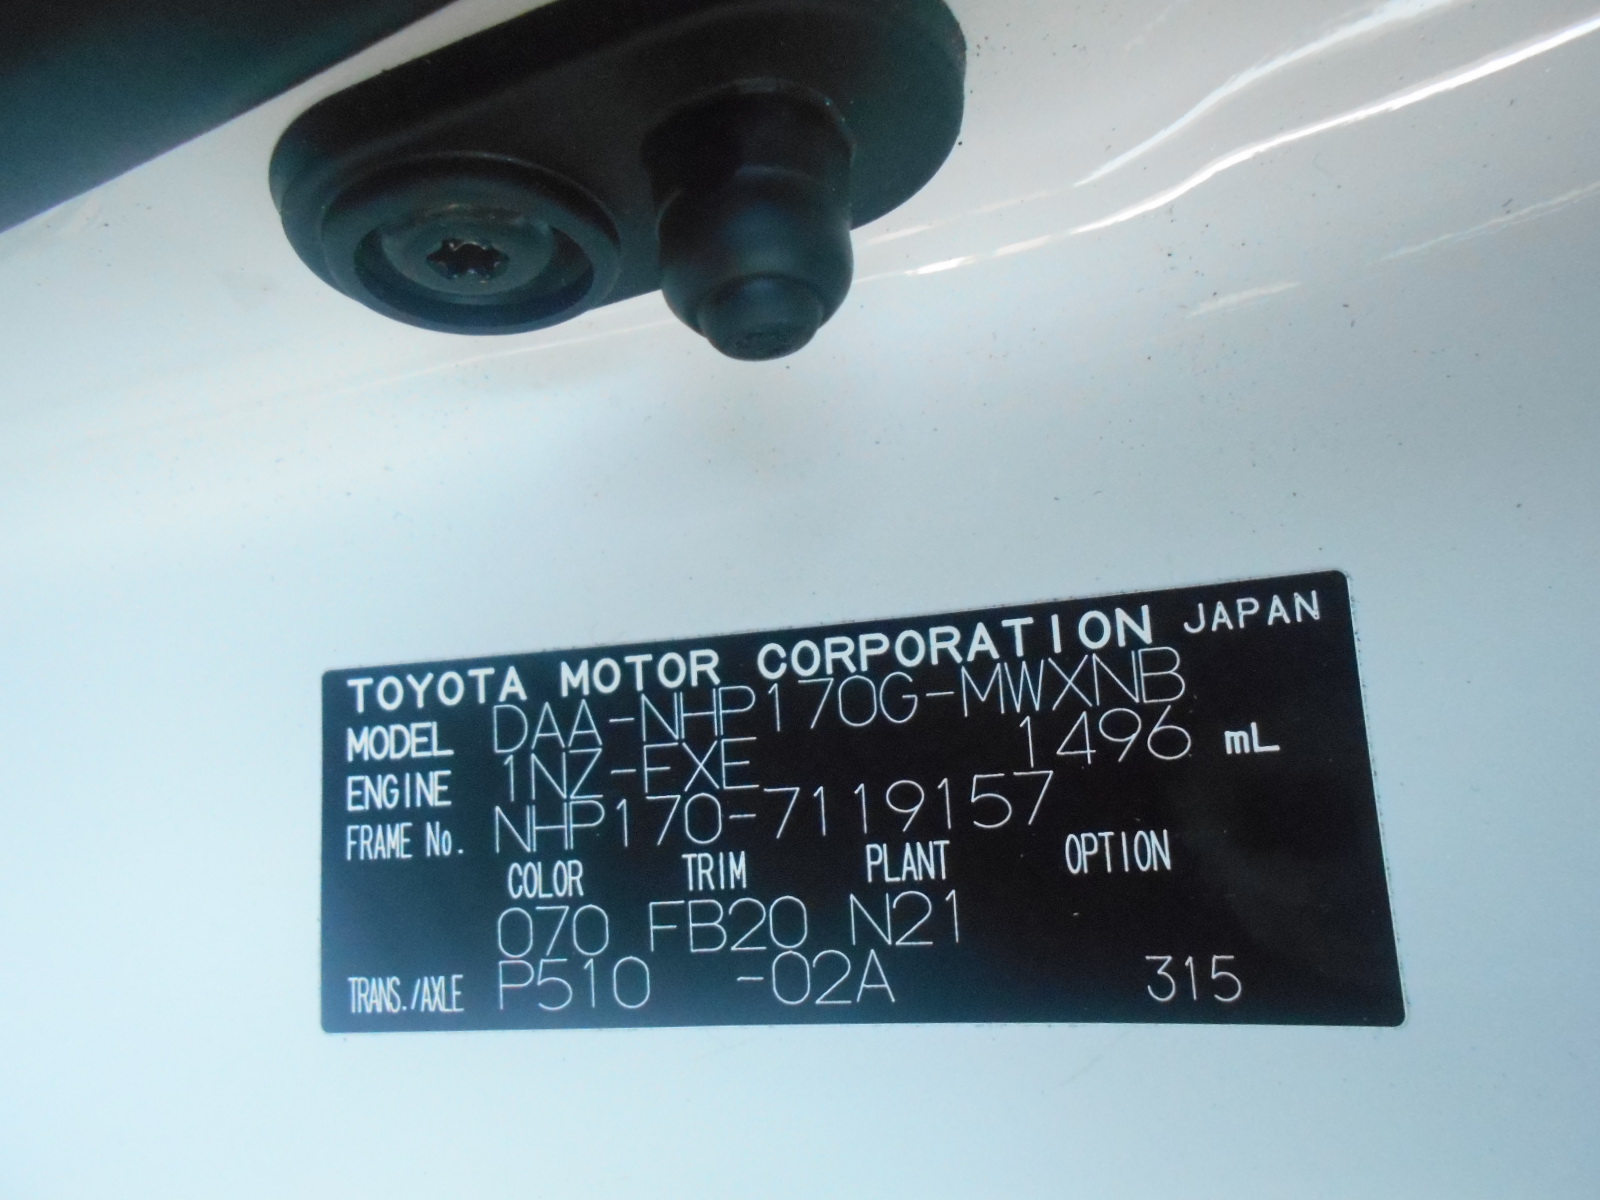 TOYOTA MOTOR CORPORATION JAPAN
MODEL DAA-NHP170G-MWXNB
ENGINE 1NZ-FXE 1496 mL
FRAME No. NHP170-7119157
COLOR TRIM PLANT OPTION
070 FB20 N21
TRANS./AXLE P510 -02A 315